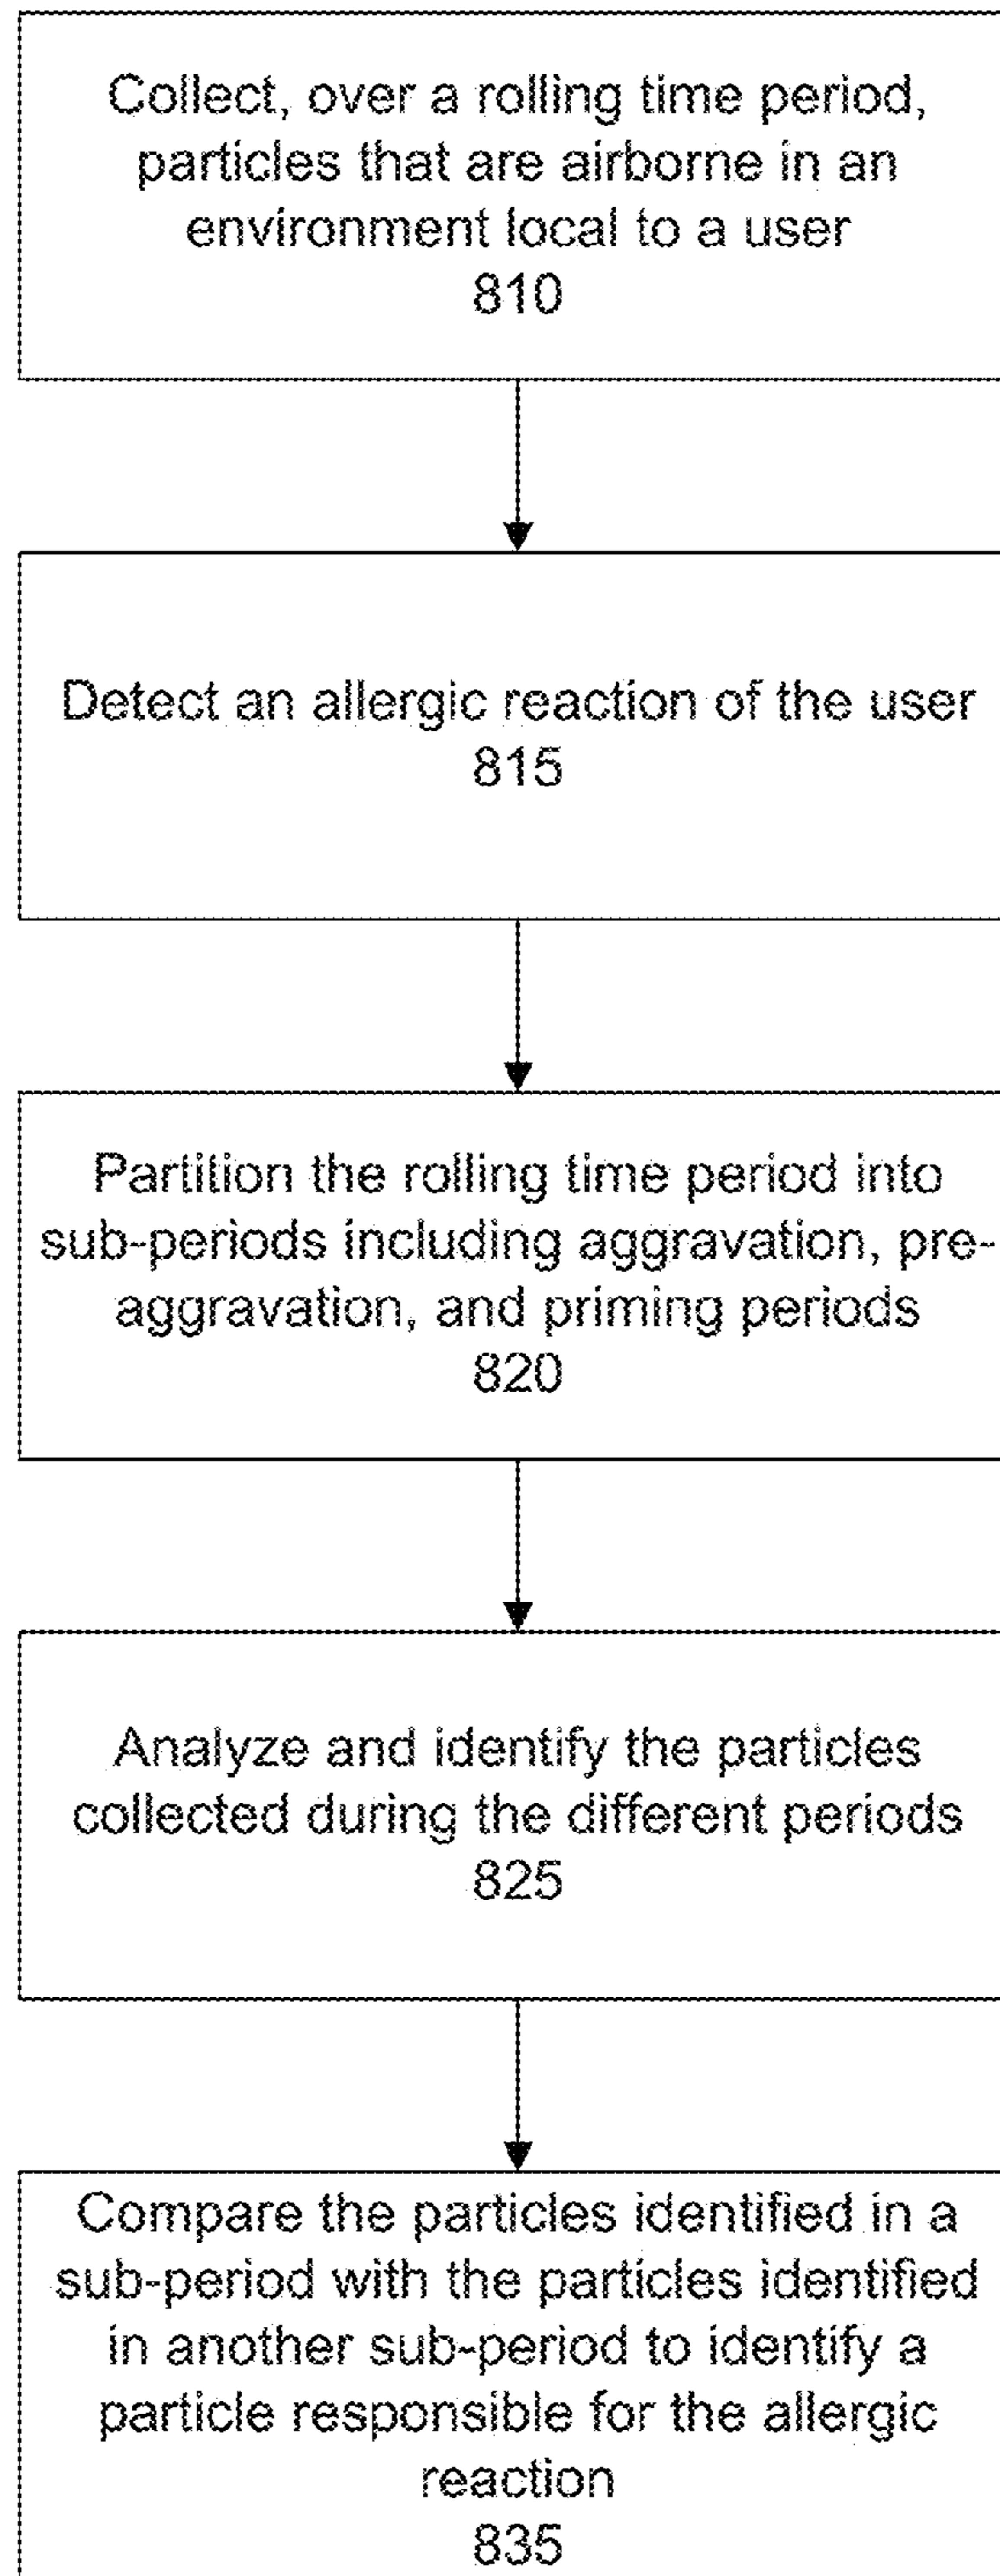 Collect, over a rolling time period,
particles that are airborne in an
environment local to a user
810
Detect an allergic reaction of the user
815
Partition the rolling time period into
sub-periods including aggravation, pre-
aggravation, and priming periods
820
Analyze and identify the particles
collected during the different periods
825
Compare the particles identified in a
sub-period with the particles identified
in another sub-period to identify a
particle responsible for the allergic
reaction
835